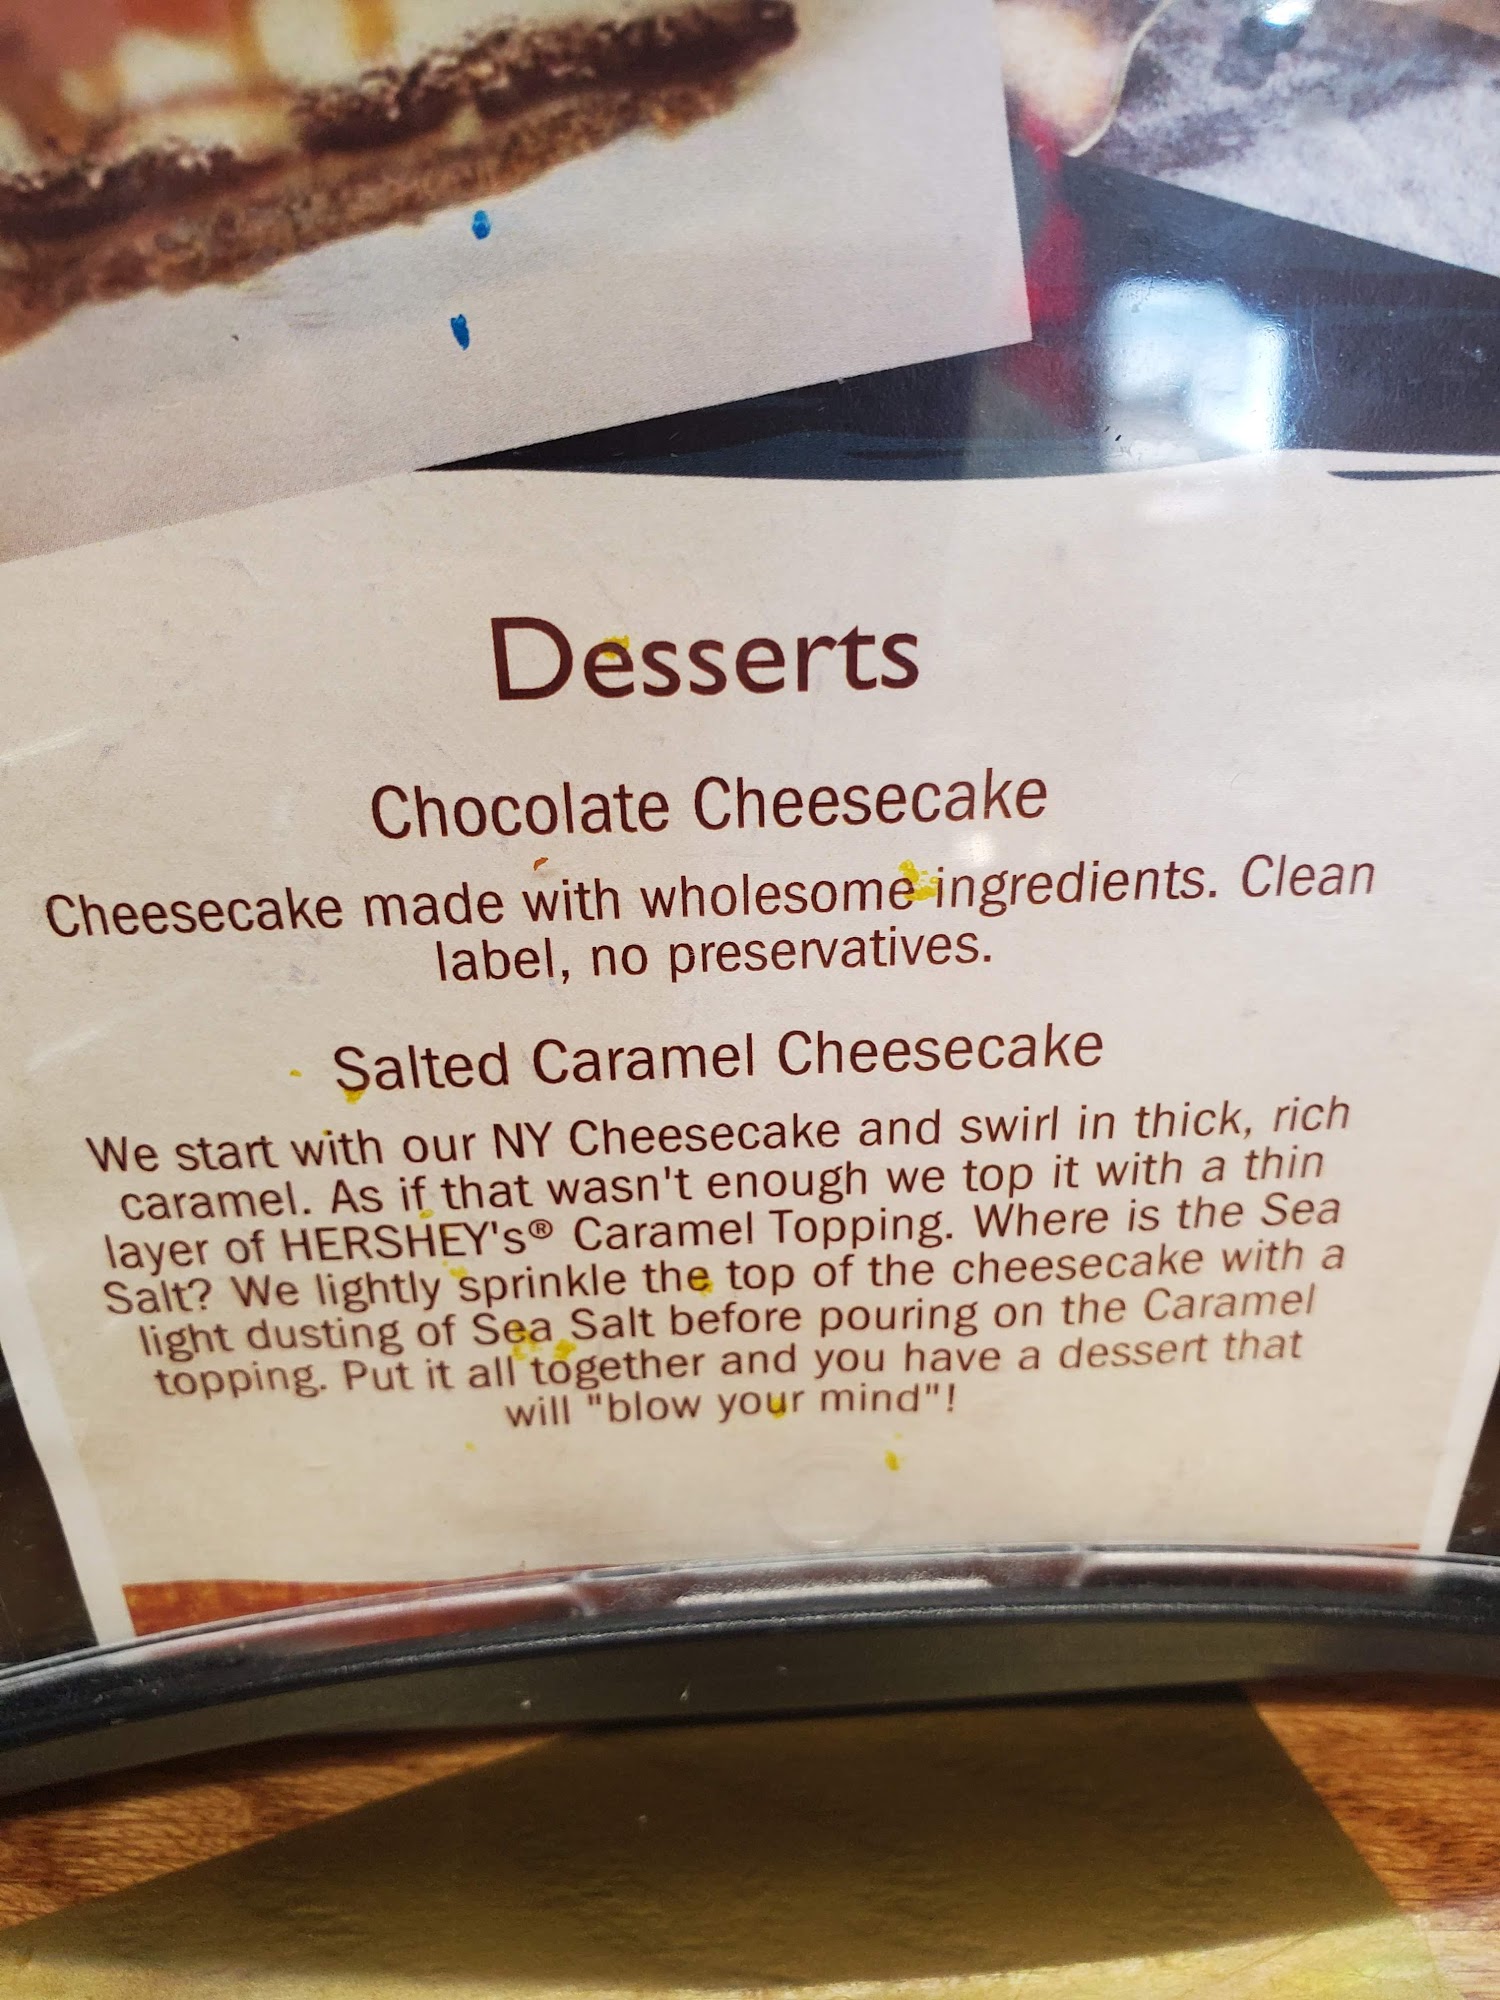 Desserts
Chocolate Cheesecake
Cheesecake made with wholesome ingredients. Clean
label, no preservatives.
Salted Caramel Cheesecake
We start with our NY Cheesecake and swirl in thick, rich
caramel. As if that wasn't enough we top it with a thin
layer of HERSHEY's® Caramel Topping. Where is the Sea
Salt? We lightly sprinkle the top of the cheesecake with a
light dusting of Sea Salt before pouring on the Caramel
topping. Put it all together and you have a dessert that
will "blow your mind"!